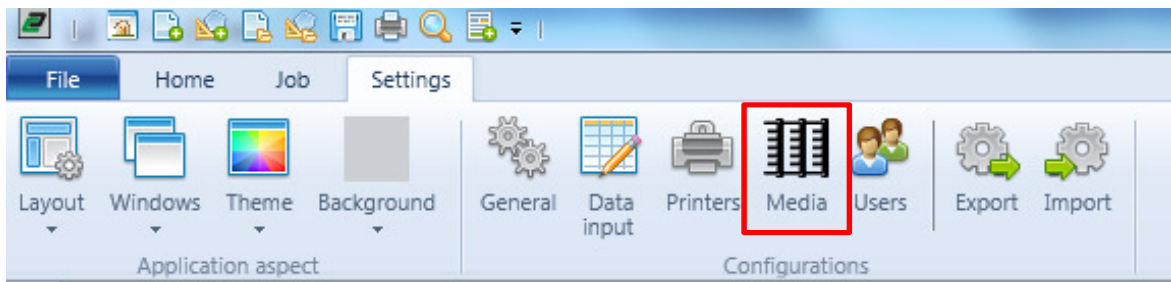 File Home Job Settings
Layout Windows Theme Background General Data input Printers Media Users Export Import
Application aspect Configurations